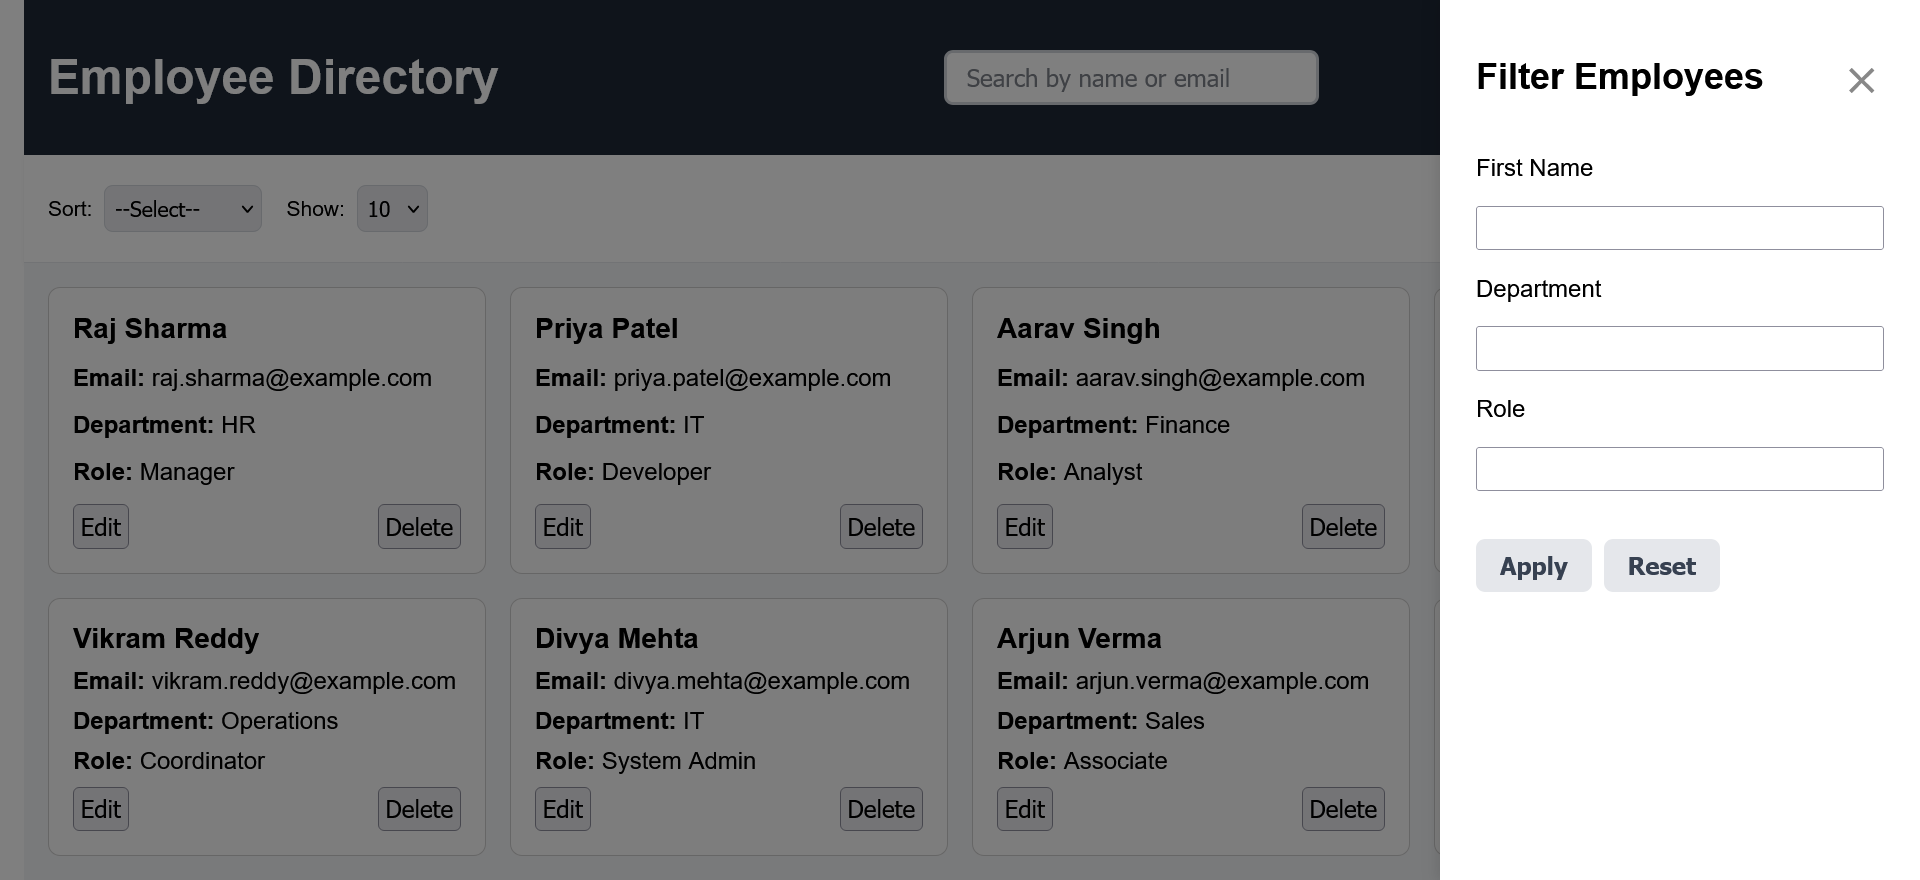 Employee Directory
Search by name or email
Sort: --Select-- Show: 10
Raj Sharma
Email: raj.sharma@example.com
Department: HR
Role: Manager
Edit Delete
Priya Patel
Email: priya.patel@example.com
Department: IT
Role: Developer
Edit Delete
Aarav Singh
Email: aarav.singh@example.com
Department: Finance
Role: Analyst
Edit Delete
Vikram Reddy
Email: vikram.reddy@example.com
Department: Operations
Role: Coordinator
Edit Delete
Divya Mehta
Email: divya.mehta@example.com
Department: IT
Role: System Admin
Edit Delete
Arjun Verma
Email: arjun.verma@example.com
Department: Sales
Role: Associate
Edit Delete
Filter Employees
First Name
Department
Role
Apply Reset